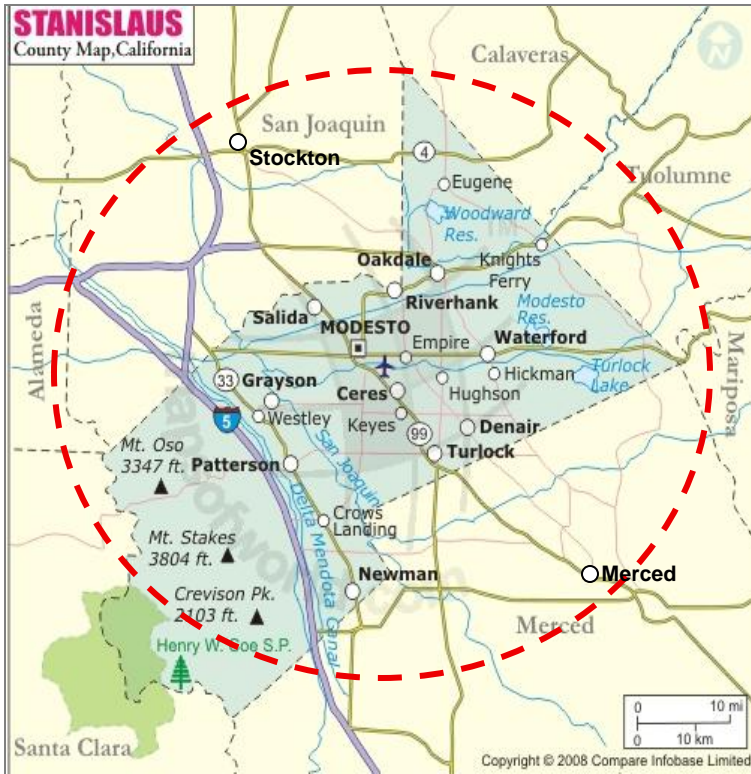 STANISLAUS
County Map,California
N
Calaveras
San Joaquin
Stockton
4
Eugene
Tuolumne
Woodward
Res.
TM
Oakdale
Knights
Ferry
Riverhank
Salida
Modesto
Res.
MODESTO
Waterford
Empire
Alameda
Mariposa
33
Grayson
Hickman
Turlock
Lake
Ceres
Hughson
5
Westley
Keyes
99
Denair
Mt. Oso
3347 ft.
San Joaquin
Turlock
Patterson
Delta Mendota Canal
Crows
Landing
Mt. Stakes
3804 ft.
Newman
Merced
Crevison Pk.
2103 ft.
Merced
Henry W. Coe S.P.
Santa Clara
0 10 mi
0 10 km
Copyright © 2008 Compare Infobase Limited